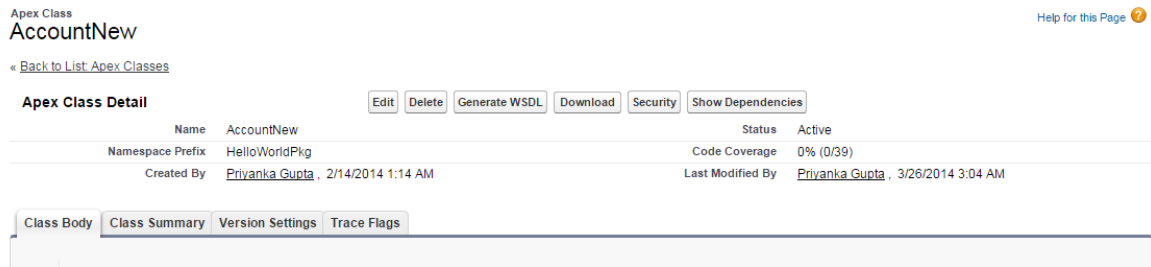 Apex Class
AccountNew
Help for this Page ?
« Back to List: Apex Classes
Apex Class Detail Edit Delete Generate WSDL Download Security Show Dependencies
Name AccountNew Status Active
Namespace Prefix HelloWorldPkg Code Coverage 0% (0/39)
Created By Priyanka Gupta , 2/14/2014 1:14 AM Last Modified By Priyanka Gupta , 3/26/2014 3:04 AM
Class Body Class Summary Version Settings Trace Flags